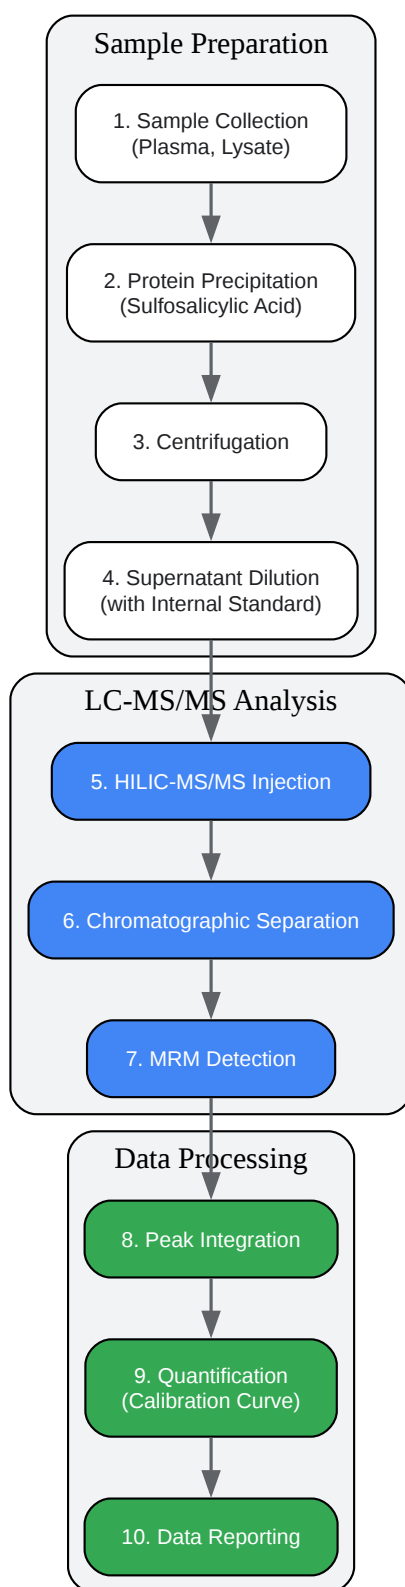 Sample Preparation
1. Sample Collection
(Plasma, Lysate)
2. Protein Precipitation
(Sulfosalicylic Acid)
3. Centrifugation
4. Supernatant Dilution
(with Internal Standard)
LC-MS/MS Analysis
5. HILIC-MS/MS Injection
6. Chromatographic Separation
7. MRM Detection
Data Processing
8. Peak Integration
9. Quantification
(Calibration Curve)
10. Data Reporting